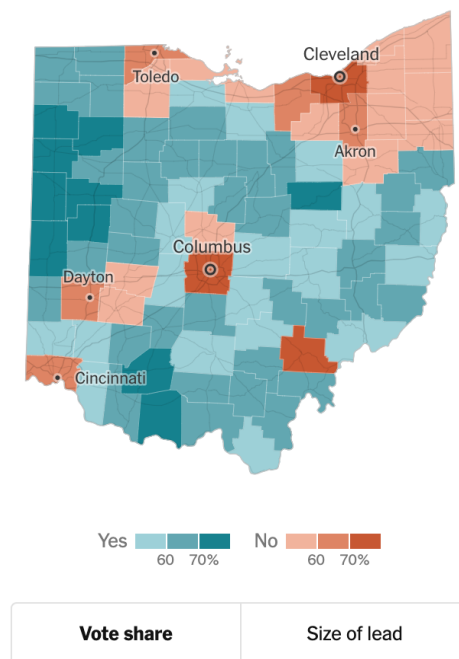 Cleveland
Toledo
Akron
Columbus
Dayton
Cincinnati
Yes
60 70%
No
60 70%
Vote share
Size of lead